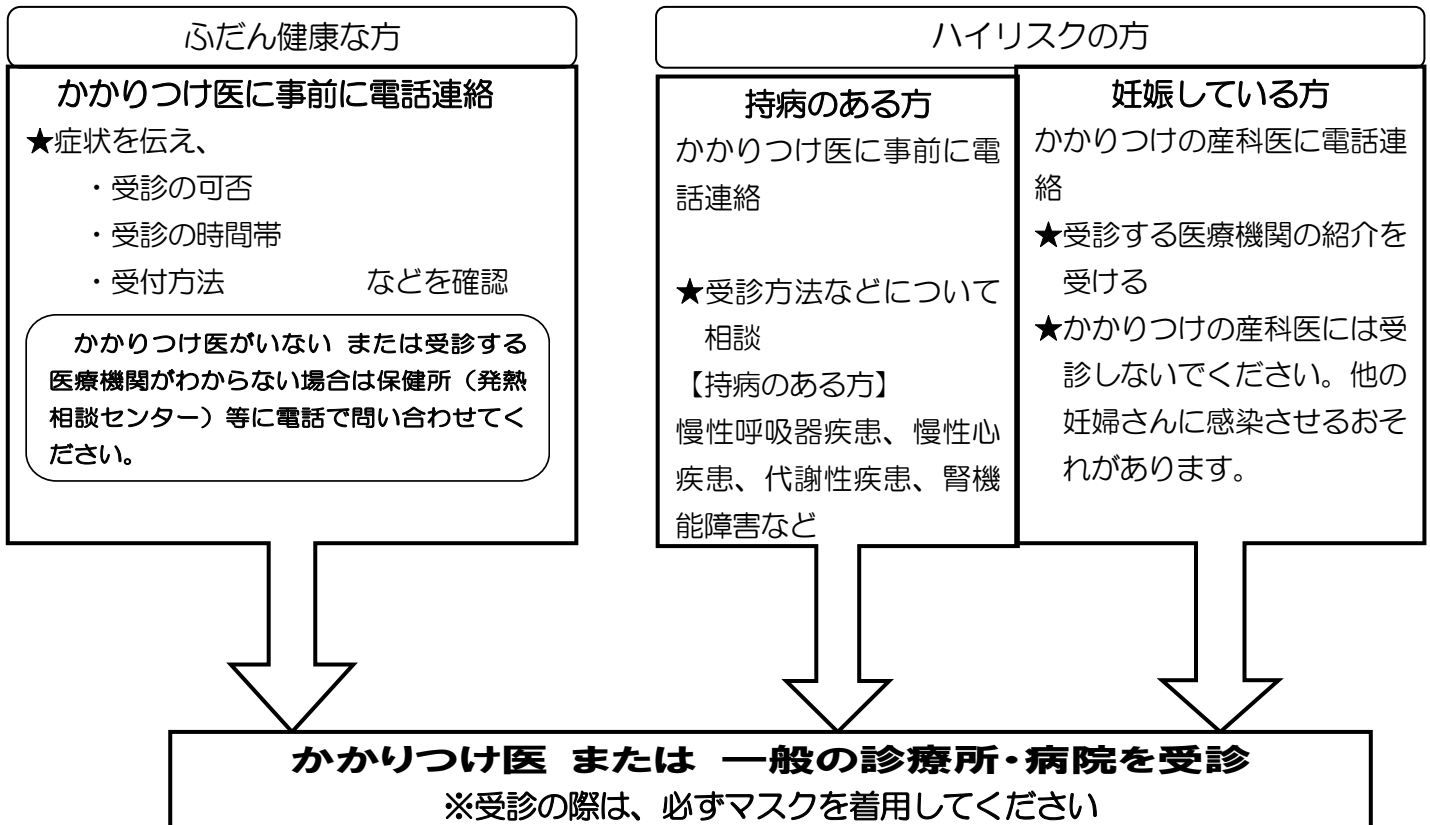 ふだん健康な方
かかりつけ医に事前に電話連絡
★症状を伝え、
・受診の可否
・受診の時間帯
・受付方法　　　などを確認
かかりつけ医がいない または受診する
医療機関がわからない場合は保健所（発熱
相談センター）等に電話で問い合わせてく
ださい。
ハイリスクの方
持病のある方
かかりつけ医に事前に電
話連絡
★受診方法などについて
相談
【持病のある方】
慢性呼吸器疾患、慢性心
疾患、代謝性疾患、腎機
能障害など
妊娠している方
かかりつけの産科医に電話連
絡
★受診する医療機関の紹介を
受ける
★かかりつけの産科医には受
診しないでください。他の
妊婦さんに感染させるおそ
れがあります。
かかりつけ医 または 一般の診療所・病院を受診
※受診の際は、必ずマスクを着用してください